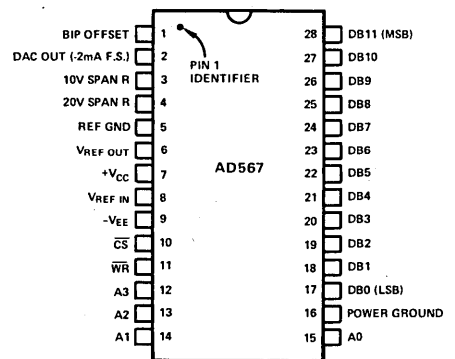 BIP OFFSET 1
DAC OUT (-2mA F.S.) 2
10V SPAN R 3
20V SPAN R 4
REF GND 5
VREF OUT 6
+VCC 7
VREF IN 8
-VEE 9
C̅S̅ 10
W̅R̅ 11
A3 12
A2 13
A1 14
PIN 1
IDENTIFIER
AD567
28 DB11 (MSB)
27 DB10
26 DB9
25 DB8
24 DB7
23 DB6
22 DB5
21 DB4
20 DB3
19 DB2
18 DB1
17 DB0 (LSB)
16 POWER GROUND
15 A0